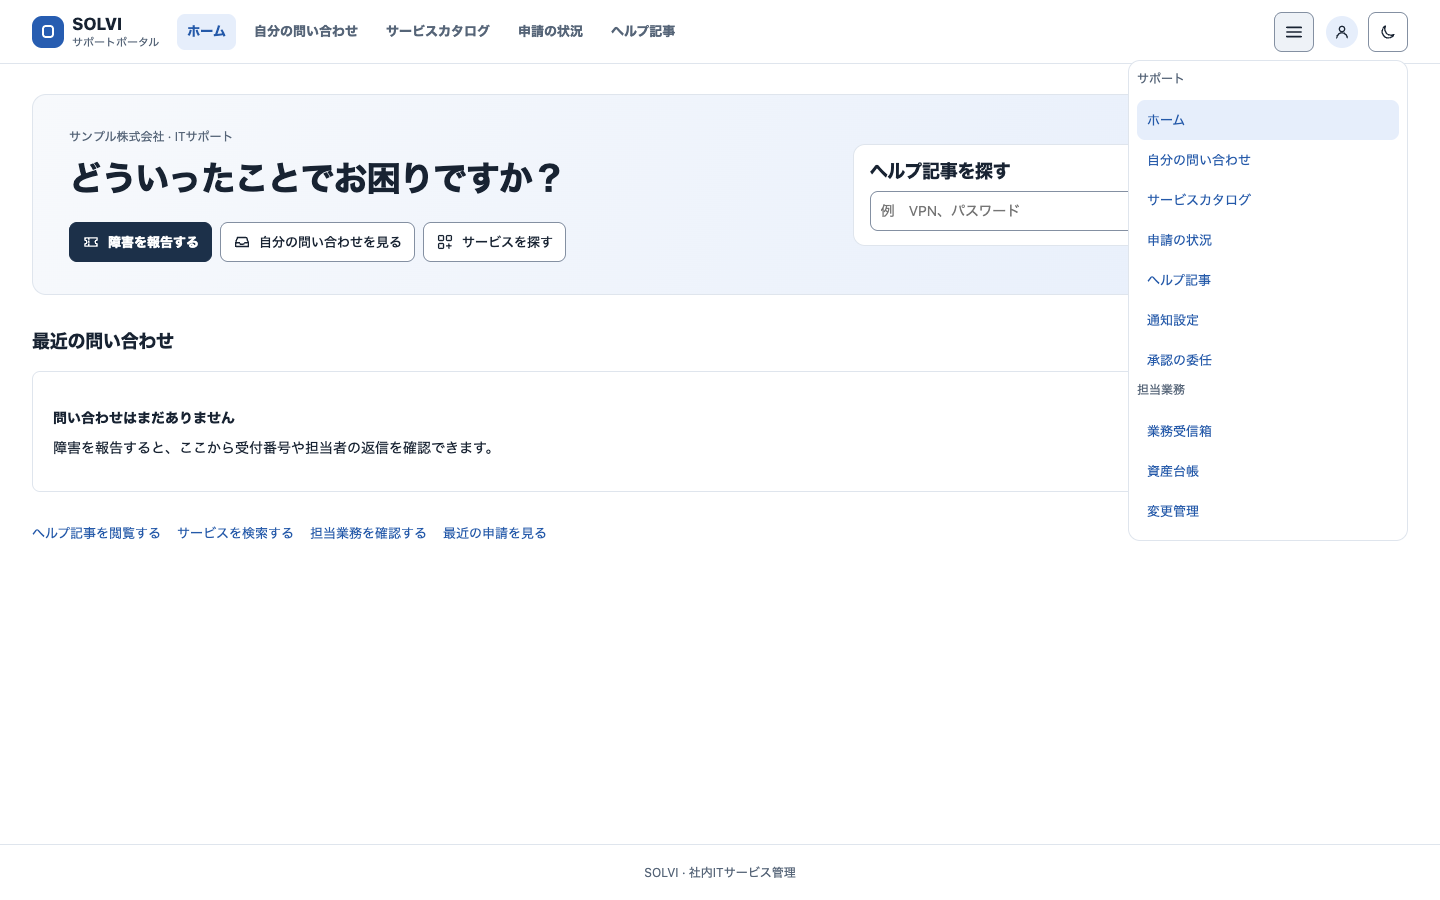 SOLVI
サポートポータル
ホーム
自分の問い合わせ
サービスカタログ
申請の状況
ヘルプ記事
サンプル株式会社 · ITサポート
どういったことでお困りですか？
障害を報告する
自分の問い合わせを見る
サービスを探す
ヘルプ記事を探す
例　VPN、パスワード
最近の問い合わせ
問い合わせはまだありません
障害を報告すると、ここから受付番号や担当者の返信を確認できます。
ヘルプ記事を閲覧する
サービスを検索する
担当業務を確認する
最近の申請を見る
サポート
ホーム
自分の問い合わせ
サービスカタログ
申請の状況
ヘルプ記事
通知設定
承認の委任
担当業務
業務受信箱
資産台帳
変更管理
SOLVI · 社内ITサービス管理